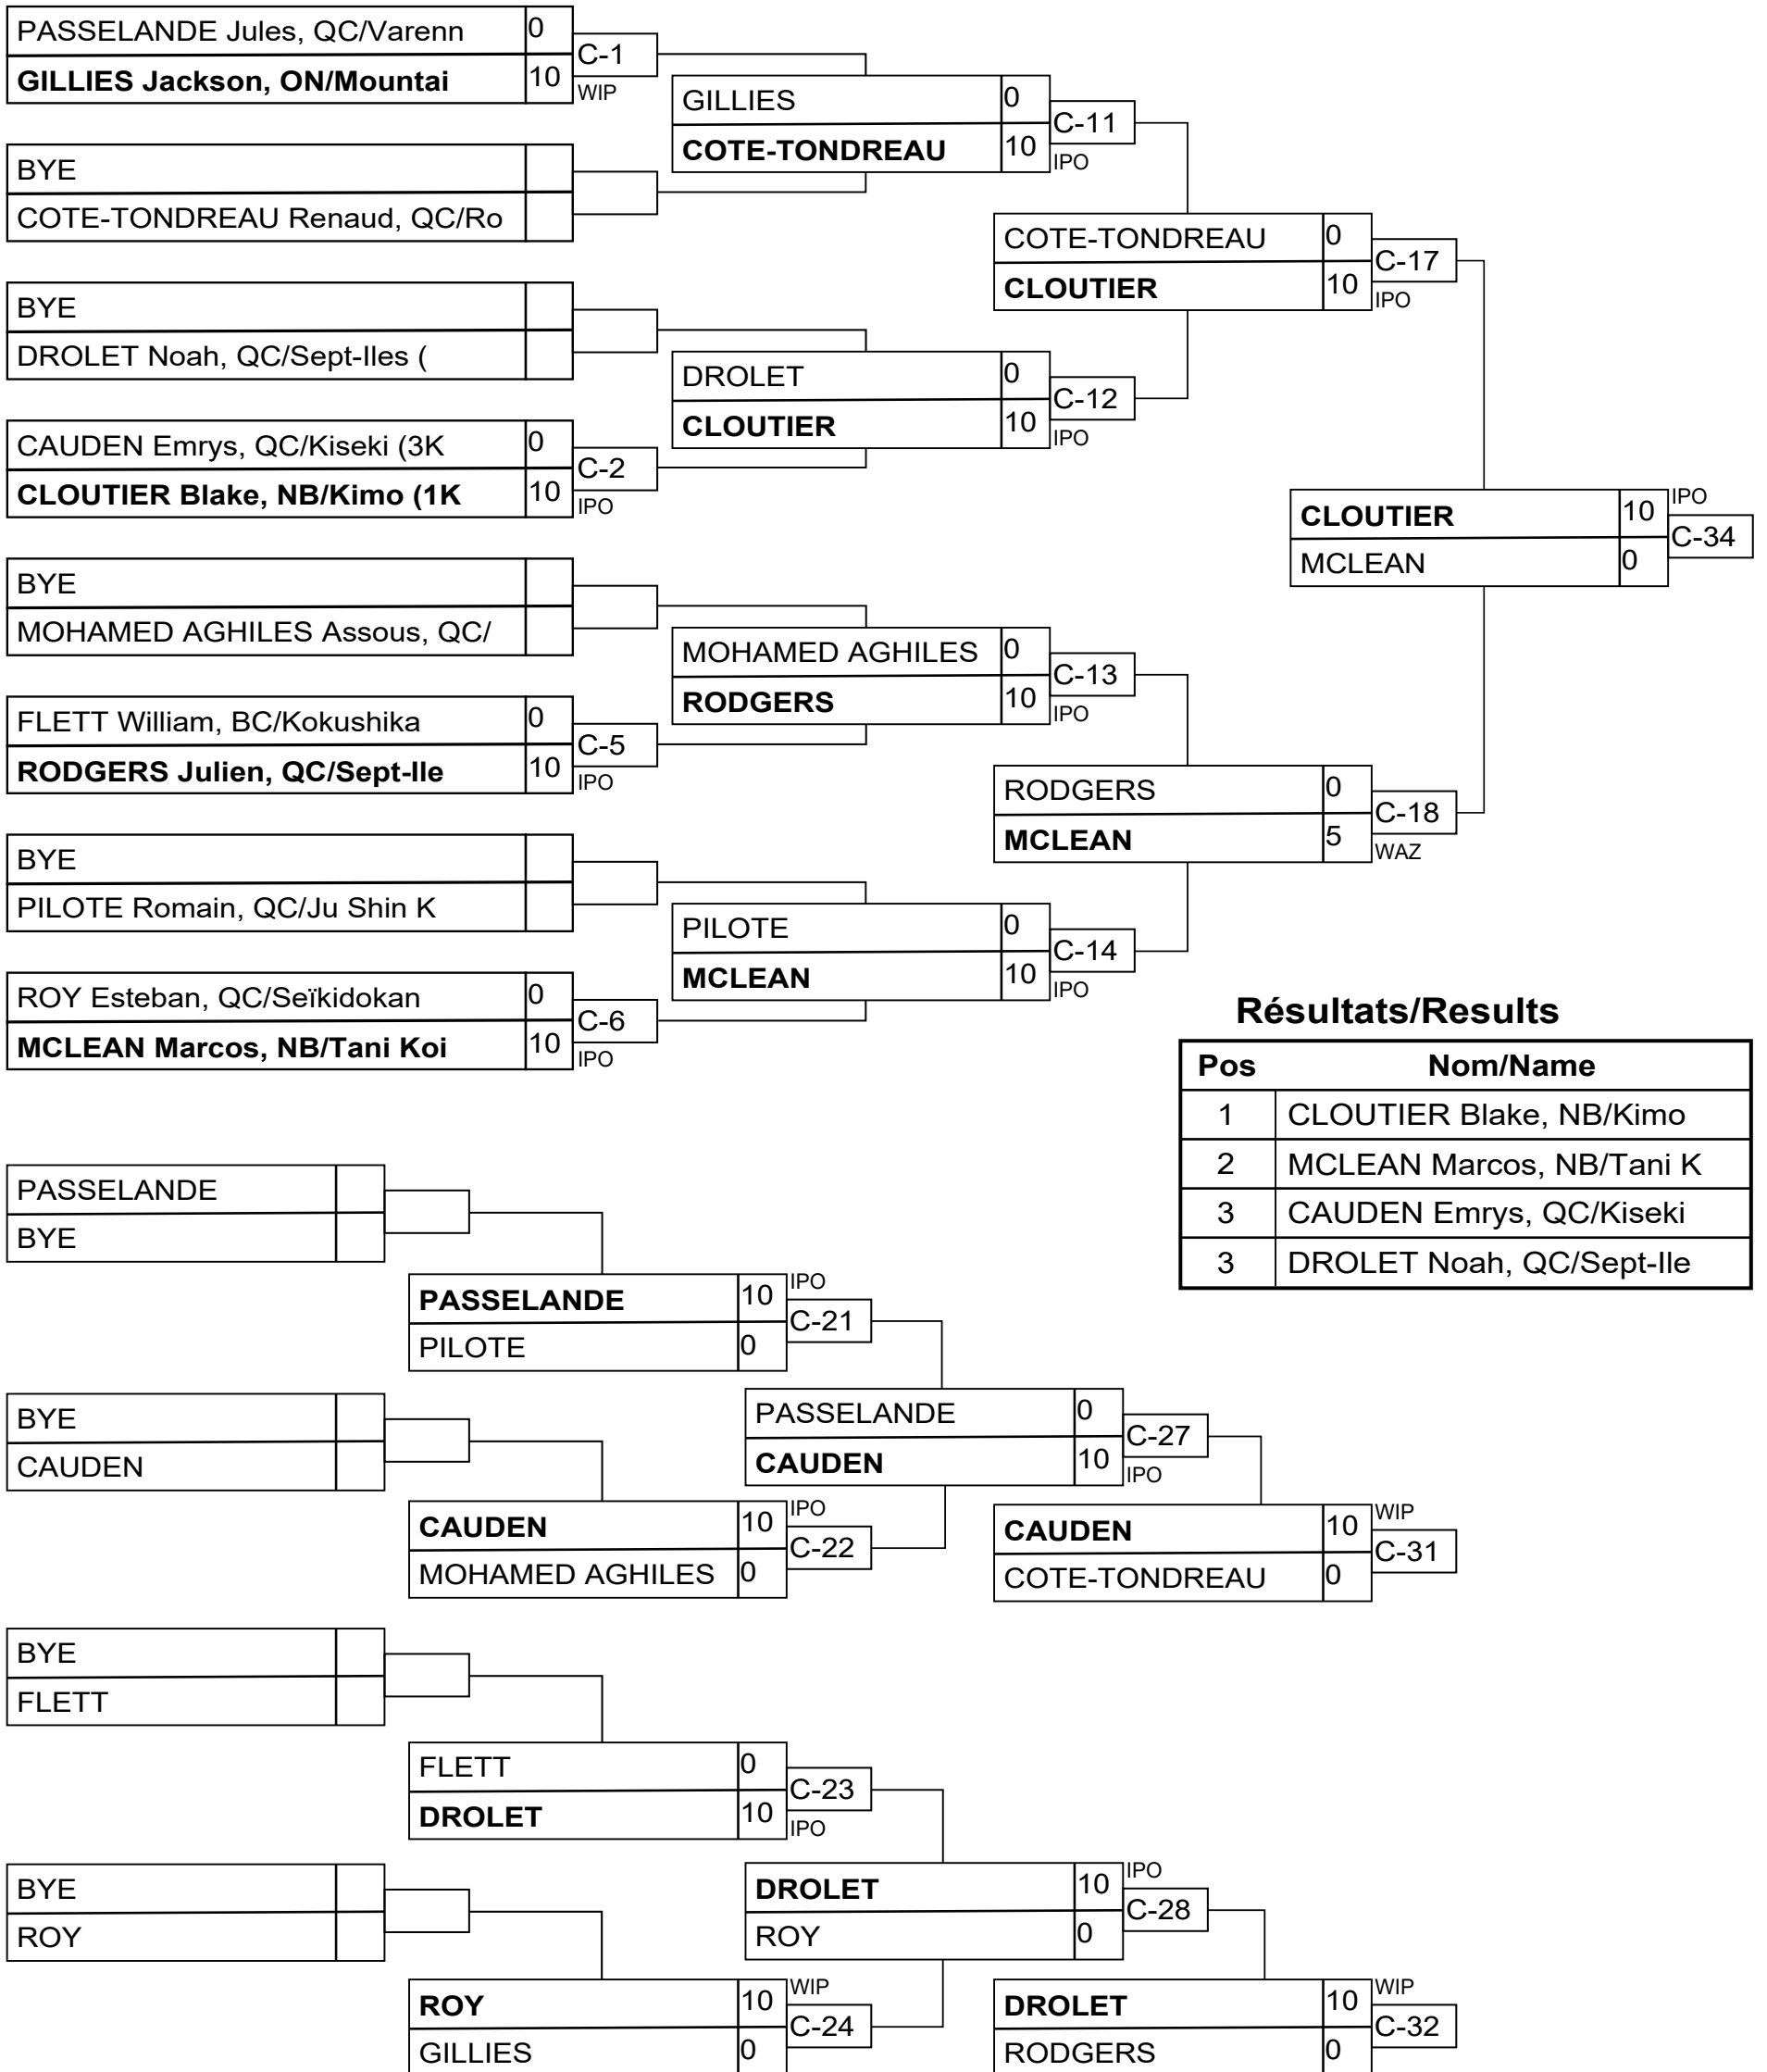 PASSELANDE Jules, QC/Varenn 0
GILLIES Jackson, ON/Mountai 10
C-1
WIP
BYE
COTE-TONDREAU Renaud, QC/Ro
BYE
DROLET Noah, QC/Sept-Iles (
CAUDEN Emrys, QC/Kiseki (3K 0
CLOUTIER Blake, NB/Kimo (1K 10
C-2
IPO
BYE
MOHAMED AGHILES Assous, QC/
FLETT William, BC/Kokushika 0
RODGERS Julien, QC/Sept-Ile 10
C-5
IPO
BYE
PILOTE Romain, QC/Ju Shin K
ROY Esteban, QC/Seïkidokan 0
MCLEAN Marcos, NB/Tani Koi 10
C-6
IPO
GILLIES 0
COTE-TONDREAU 10
C-11
IPO
DROLET 0
CLOUTIER 10
C-12
IPO
MOHAMED AGHILES 0
RODGERS 10
C-13
IPO
PILOTE 0
MCLEAN 10
C-14
IPO
COTE-TONDREAU 0
CLOUTIER 10
C-17
IPO
RODGERS 0
MCLEAN 5
C-18
WAZ
CLOUTIER 10
MCLEAN 0
IPO
C-34
Résultats/Results
Pos Nom/Name
1 CLOUTIER Blake, NB/Kimo
2 MCLEAN Marcos, NB/Tani K
3 CAUDEN Emrys, QC/Kiseki
3 DROLET Noah, QC/Sept-Ile
PASSELANDE
BYE
BYE
CAUDEN
PASSELANDE 10
PILOTE 0
IPO
C-21
CAUDEN 10
MOHAMED AGHILES 0
IPO
C-22
PASSELANDE 0
CAUDEN 10
C-27
IPO
CAUDEN 10
COTE-TONDREAU 0
WIP
C-31
BYE
FLETT
BYE
ROY
FLETT 0
DROLET 10
C-23
IPO
ROY 10
GILLIES 0
WIP
C-24
DROLET 10
ROY 0
IPO
C-28
DROLET 10
RODGERS 0
WIP
C-32